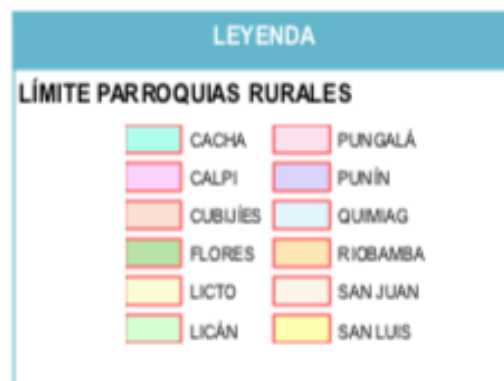 LEYENDA
LÍMITE PARROQUIAS RURALES
CACHA
CALPI
CUBIJÍES
FLORES
LICTO
LICÁN
PUNGALÁ
PUNÍN
QUIMIAG
RIOBAMBA
SAN JUAN
SAN LUIS